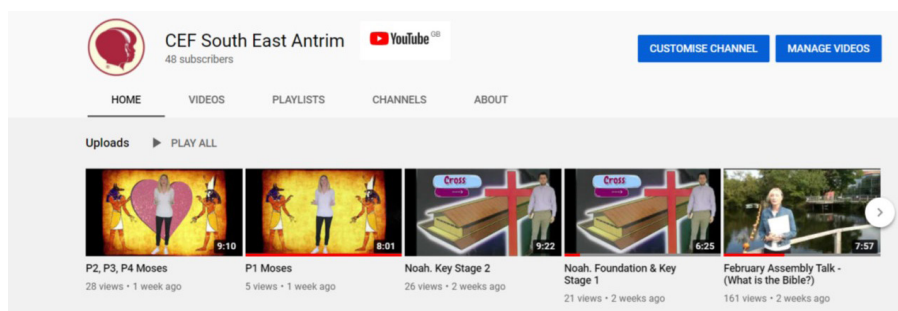 CEF South East Antrim
YouTube GB
48 subscribers
CUSTOMISE CHANNEL
MANAGE VIDEOS
HOME
VIDEOS
PLAYLISTS
CHANNELS
ABOUT
Uploads
PLAY ALL
9:10
P2, P3, P4 Moses
28 views • 1 week ago
8:01
P1 Moses
5 views • 1 week ago
Cross
9:22
Noah. Key Stage 2
26 views • 2 weeks ago
Cross
6:25
Noah. Foundation & Key
Stage 1
21 views • 2 weeks ago
7:57
February Assembly Talk -
(What is the Bible?)
161 views • 2 weeks ago